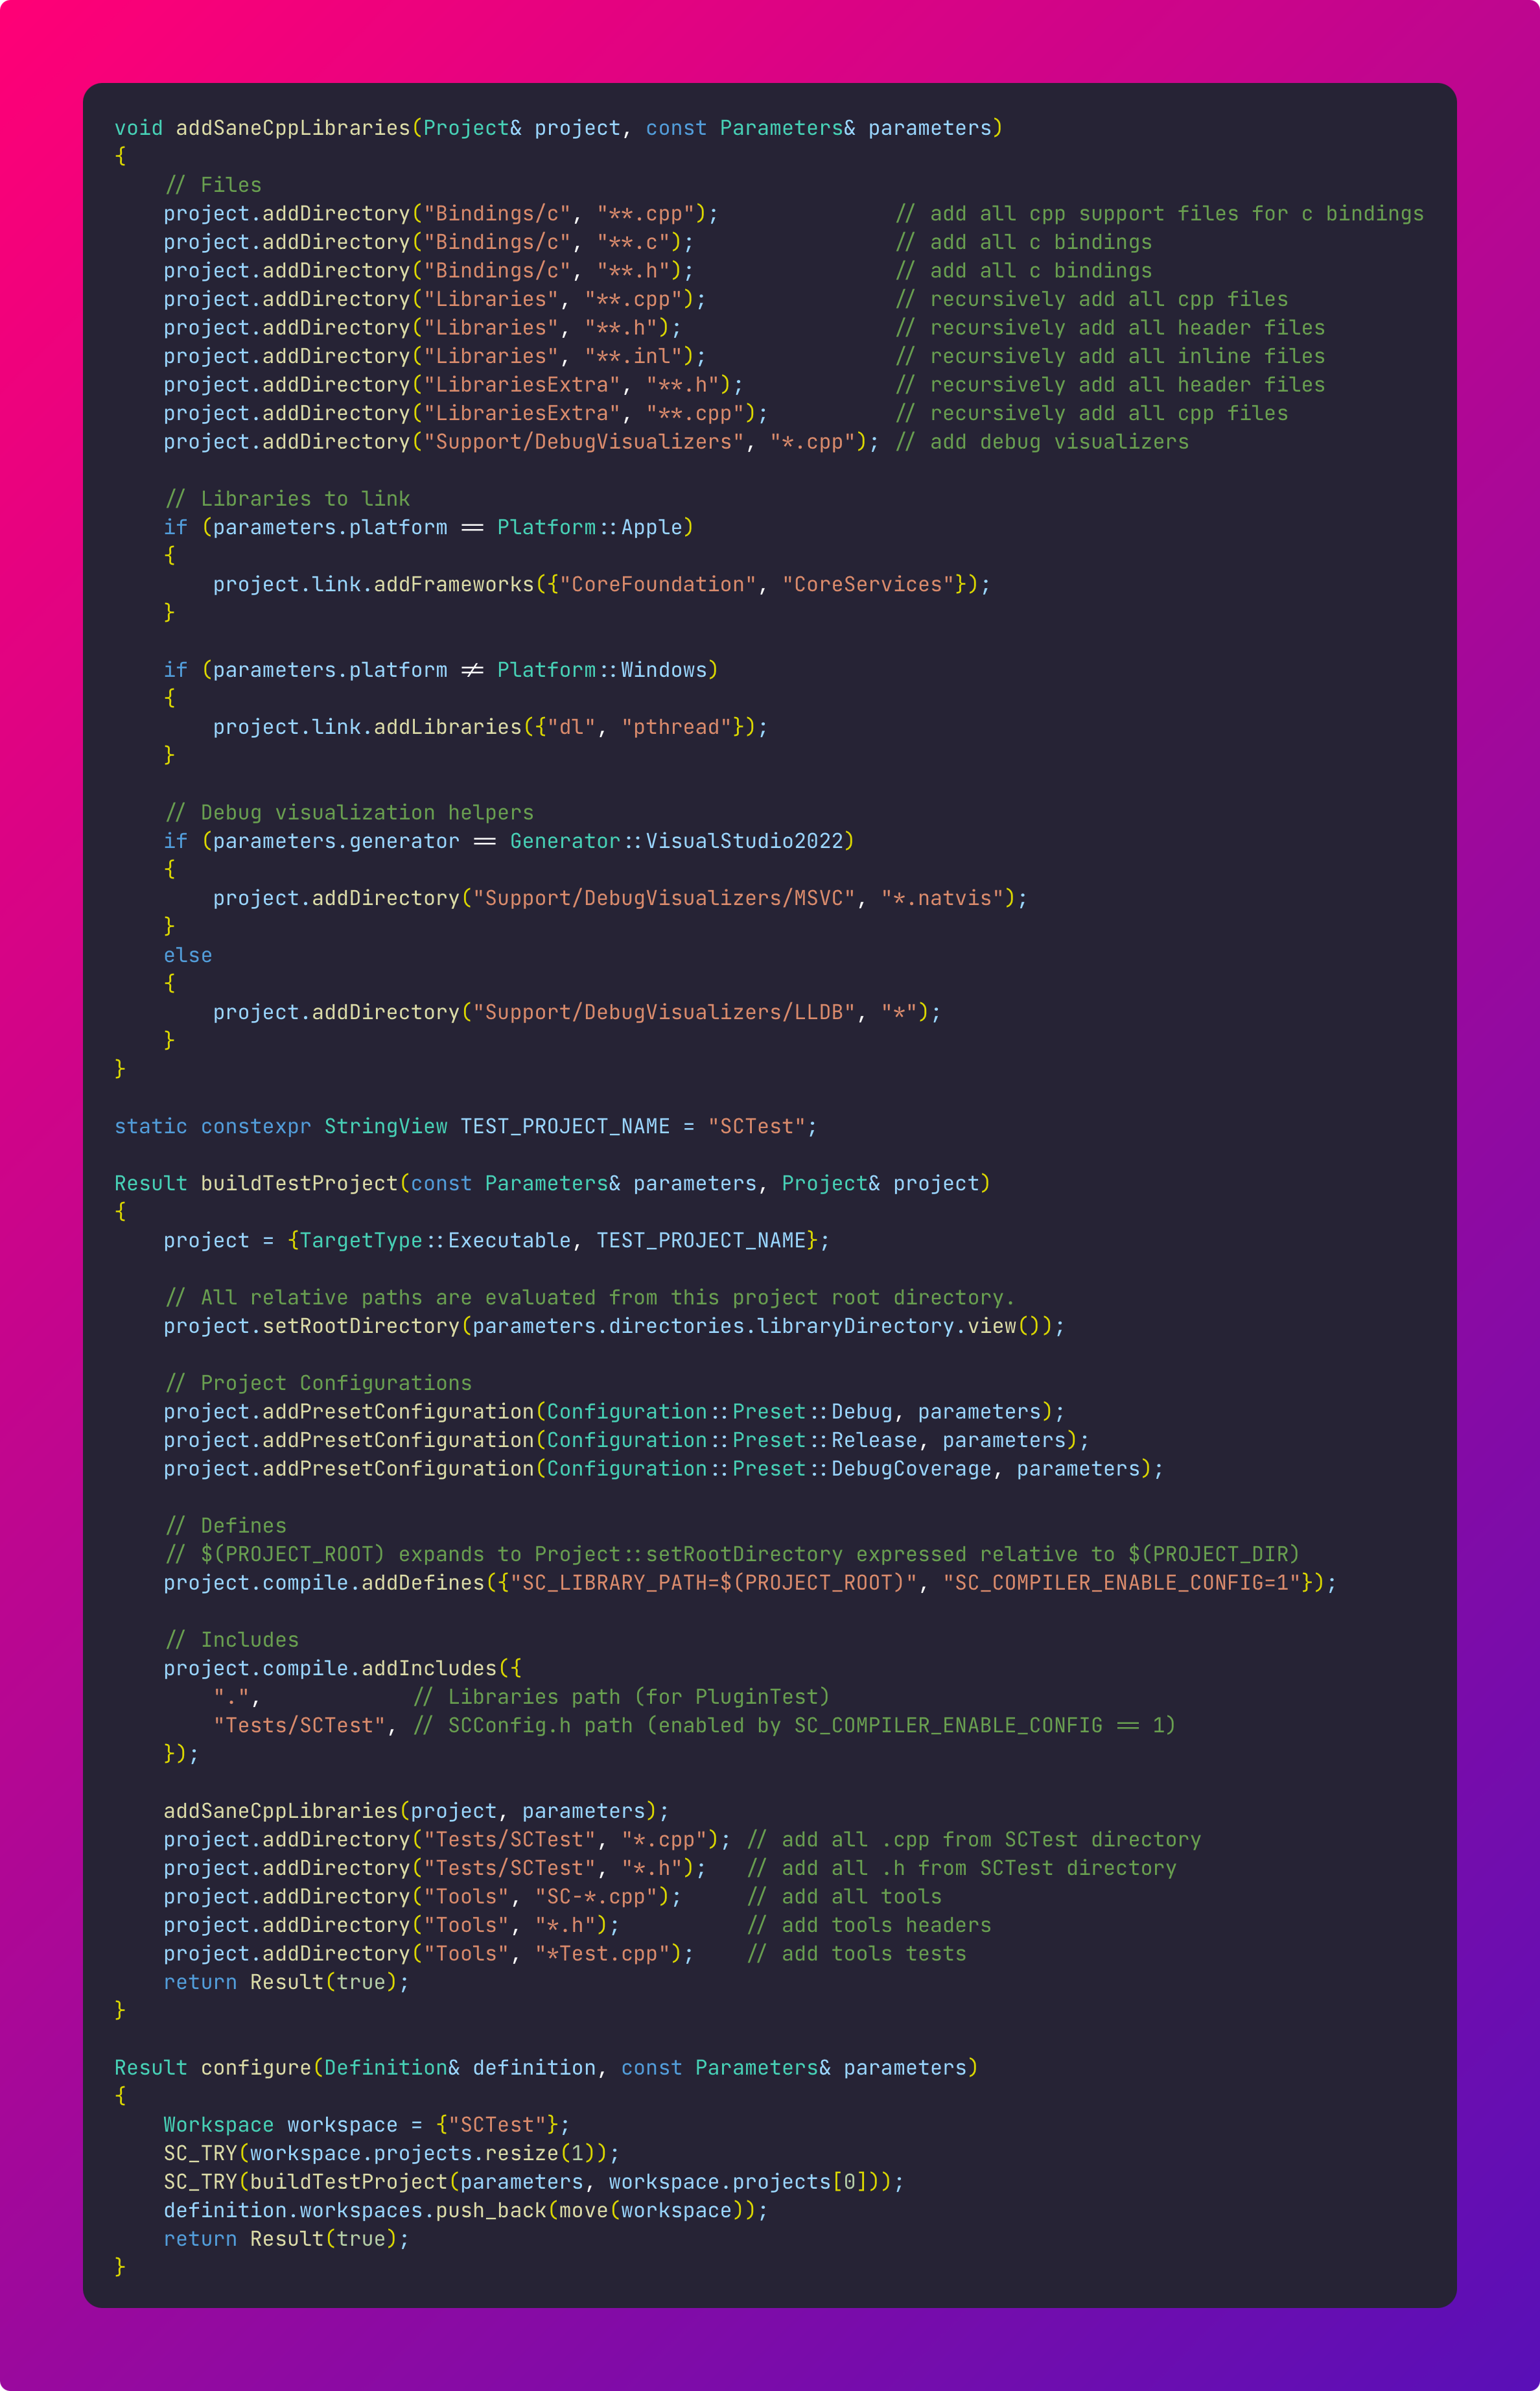 void addSaneCppLibraries(Project& project, const Parameters& parameters)
{
    // Files
    project.addDirectory("Bindings/c", "**.cpp");              // add all cpp support files for c bindings
    project.addDirectory("Bindings/c", "**.c");                // add all c bindings
    project.addDirectory("Bindings/c", "**.h");                // add all c bindings
    project.addDirectory("Libraries", "**.cpp");               // recursively add all cpp files
    project.addDirectory("Libraries", "**.h");                 // recursively add all header files
    project.addDirectory("Libraries", "**.inl");               // recursively add all inline files
    project.addDirectory("LibrariesExtra", "**.h");            // recursively add all header files
    project.addDirectory("LibrariesExtra", "**.cpp");          // recursively add all cpp files
    project.addDirectory("Support/DebugVisualizers", "*.cpp"); // add debug visualizers

    // Libraries to link
    if (parameters.platform == Platform::Apple)
    {
        project.link.addFrameworks({"CoreFoundation", "CoreServices"});
    }

    if (parameters.platform != Platform::Windows)
    {
        project.link.addLibraries({"dl", "pthread"});
    }

    // Debug visualization helpers
    if (parameters.generator == Generator::VisualStudio2022)
    {
        project.addDirectory("Support/DebugVisualizers/MSVC", "*.natvis");
    }
    else
    {
        project.addDirectory("Support/DebugVisualizers/LLDB", "*");
    }
}

static constexpr StringView TEST_PROJECT_NAME = "SCTest";

Result buildTestProject(const Parameters& parameters, Project& project)
{
    project = {TargetType::Executable, TEST_PROJECT_NAME};

    // All relative paths are evaluated from this project root directory.
    project.setRootDirectory(parameters.directories.libraryDirectory.view());

    // Project Configurations
    project.addPresetConfiguration(Configuration::Preset::Debug, parameters);
    project.addPresetConfiguration(Configuration::Preset::Release, parameters);
    project.addPresetConfiguration(Configuration::Preset::DebugCoverage, parameters);

    // Defines
    // $(PROJECT_ROOT) expands to Project::setRootDirectory expressed relative to $(PROJECT_DIR)
    project.compile.addDefines({"SC_LIBRARY_PATH=$(PROJECT_ROOT)", "SC_COMPILER_ENABLE_CONFIG=1"});

    // Includes
    project.compile.addIncludes({
        ".",            // Libraries path (for PluginTest)
        "Tests/SCTest", // SCConfig.h path (enabled by SC_COMPILER_ENABLE_CONFIG == 1)
    });

    addSaneCppLibraries(project, parameters);
    project.addDirectory("Tests/SCTest", "*.cpp"); // add all .cpp from SCTest directory
    project.addDirectory("Tests/SCTest", "*.h");   // add all .h from SCTest directory
    project.addDirectory("Tools", "SC-*.cpp");     // add all tools
    project.addDirectory("Tools", "*.h");          // add tools headers
    project.addDirectory("Tools", "*Test.cpp");    // add tools tests
    return Result(true);
}

Result configure(Definition& definition, const Parameters& parameters)
{
    Workspace workspace = {"SCTest"};
    SC_TRY(workspace.projects.resize(1));
    SC_TRY(buildTestProject(parameters, workspace.projects[0]));
    definition.workspaces.push_back(move(workspace));
    return Result(true);
}